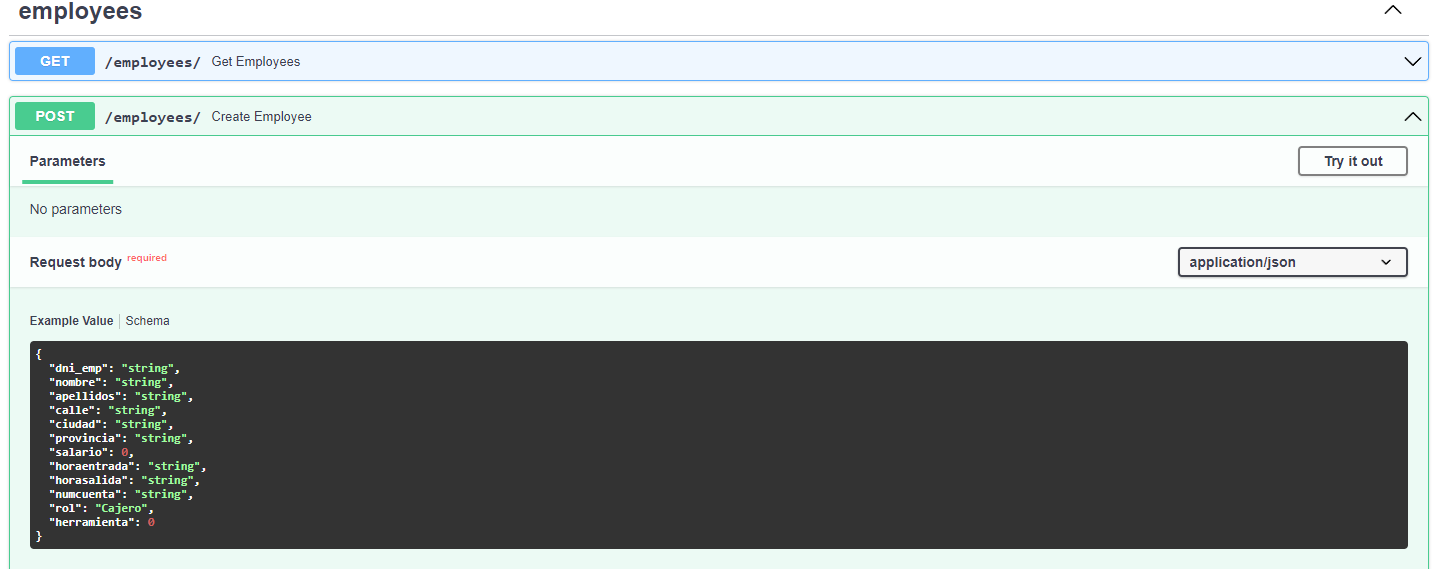 employees
GET /employees/ Get Employees
POST /employees/ Create Employee
Parameters Try it out
No parameters
Request body required application/json
Example Value Schema
{
"dni_emp": "string",
"nombre": "string",
"apellidos": "string",
"calle": "string",
"ciudad": "string",
"provincia": "string",
"salario": 0,
"horaentrada": "string",
"horasalida": "string",
"numcuenta": "string",
"rol": "Cajero",
"herramienta": 0
}